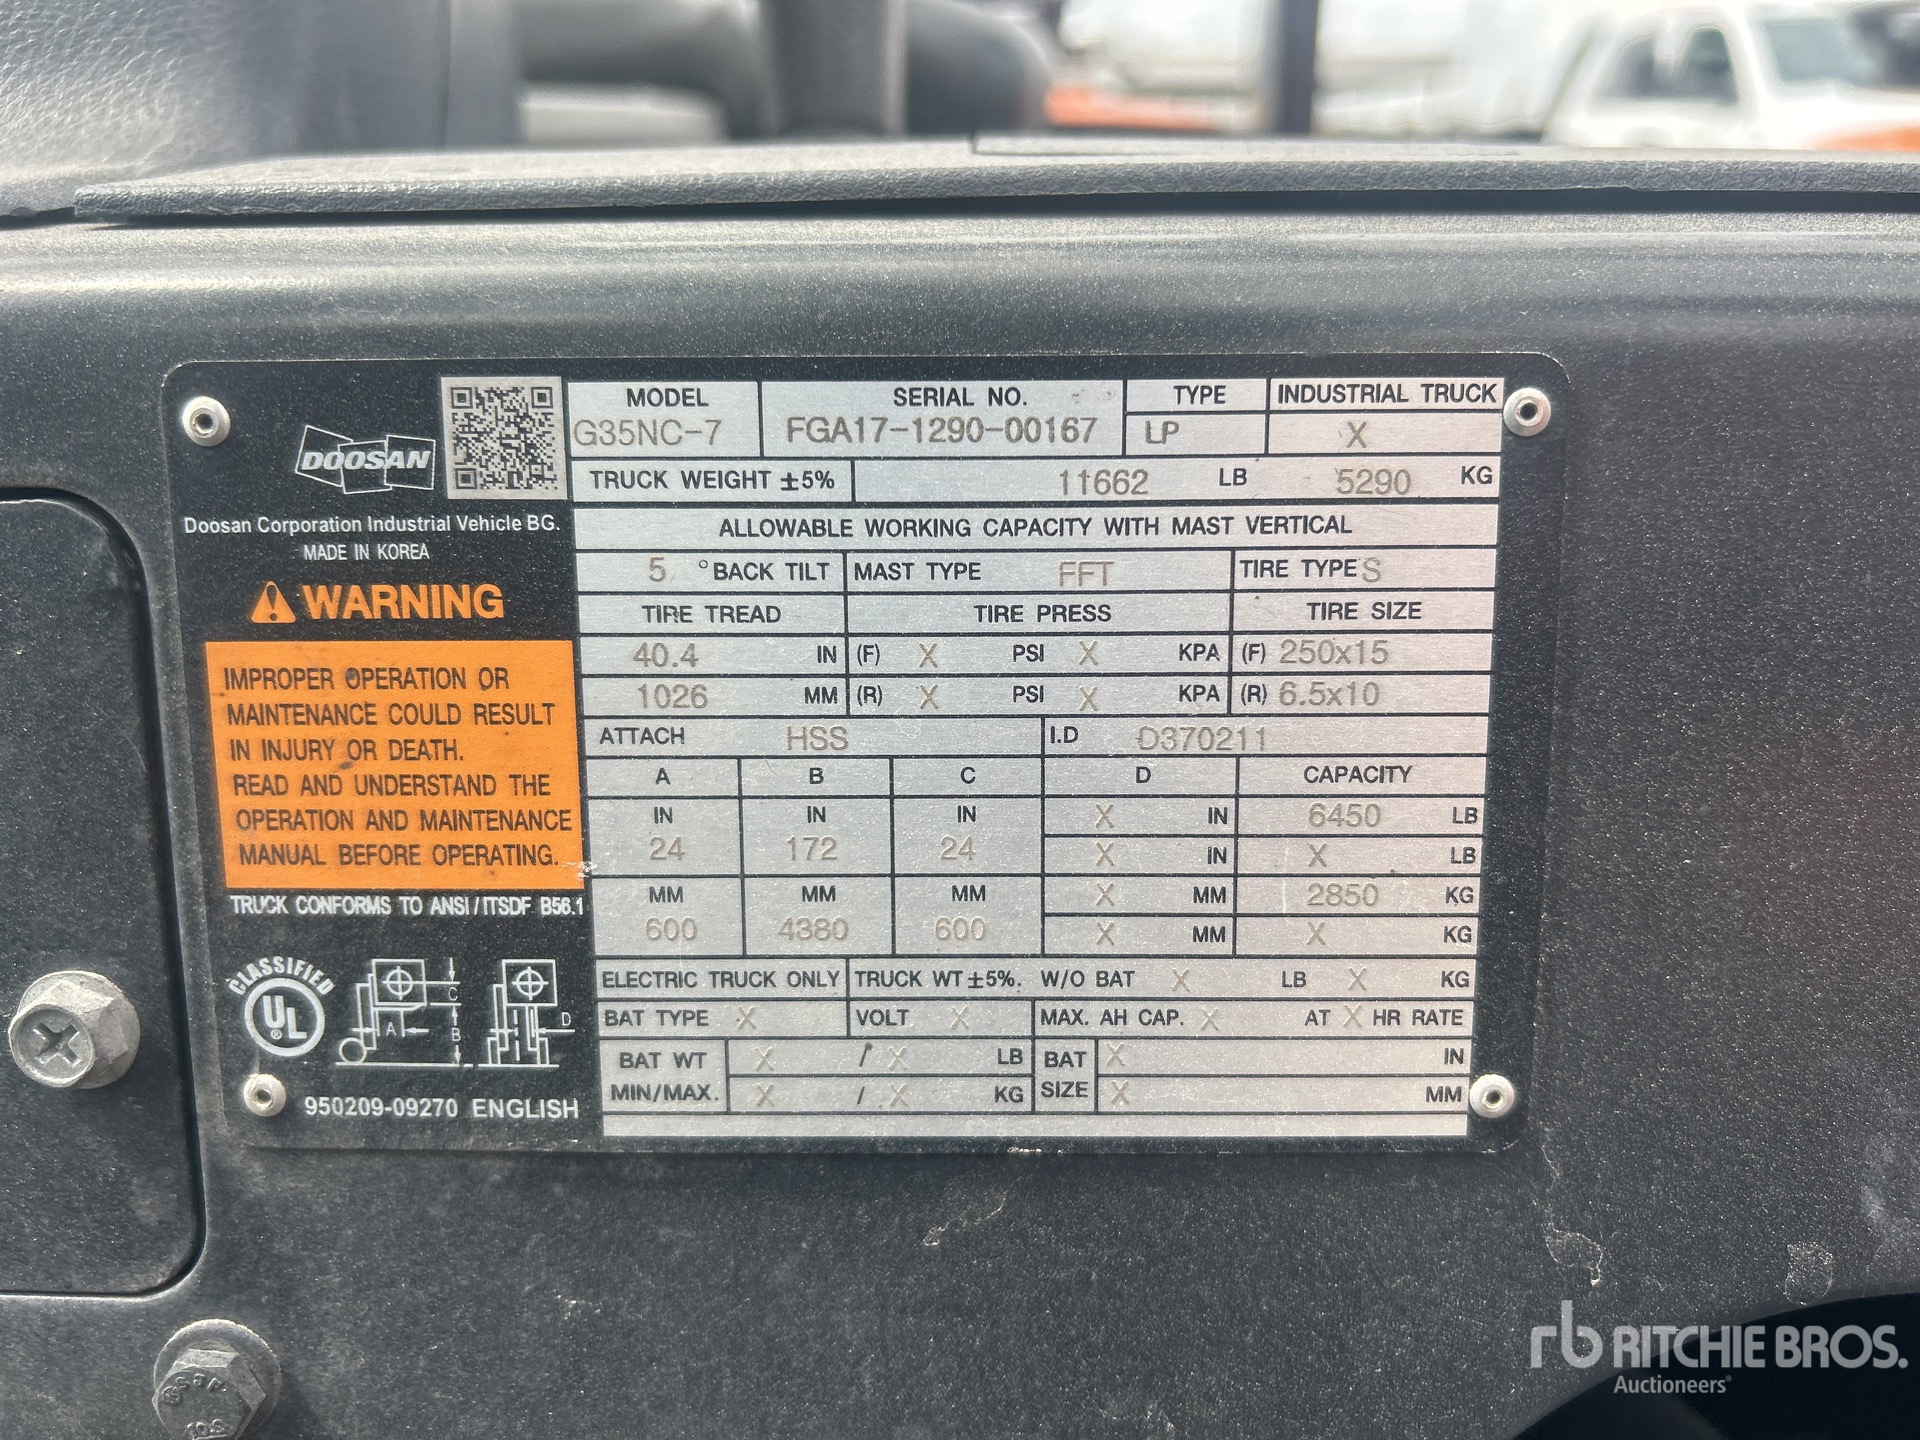 DOOSAN
Doosan Corporation Industrial Vehicle BG.
MADE IN KOREA
WARNING
IMPROPER OPERATION OR
MAINTENANCE COULD RESULT
IN INJURY OR DEATH.
READ AND UNDERSTAND THE
OPERATION AND MAINTENANCE
MANUAL BEFORE OPERATING.
TRUCK CONFORMS TO ANSI/ITSDF B56.1
CLASSIFIED
UL ®
A B C D
950209-09270 ENGLISH
MODEL SERIAL NO. TYPE INDUSTRIAL TRUCK
G35NC-7 FGA17-1290-00167 LP X
TRUCK WEIGHT ±5% 11662 LB 5290 KG
ALLOWABLE WORKING CAPACITY WITH MAST VERTICAL
5 °BACK TILT MAST TYPE FFT TIRE TYPE S
TIRE TREAD TIRE PRESS TIRE SIZE
40.4 IN (F) X PSI X KPA (F) 250x15
1026 MM (R) X PSI X KPA (R) 6.5x10
ATTACH HSS I.D D370211
A B C D CAPACITY
IN IN IN X IN 6450 LB
24 172 24 X IN X LB
MM MM MM X MM 2850 KG
600 4380 600 X MM X KG
ELECTRIC TRUCK ONLY TRUCK WT ±5%. W/O BAT X LB X KG
BAT TYPE X VOLT X MAX. AH CAP. X AT X HR RATE
BAT WT X / X LB BAT X IN
MIN/MAX. X / X KG SIZE X MM
rb RITCHIE BROS.
Auctioneers